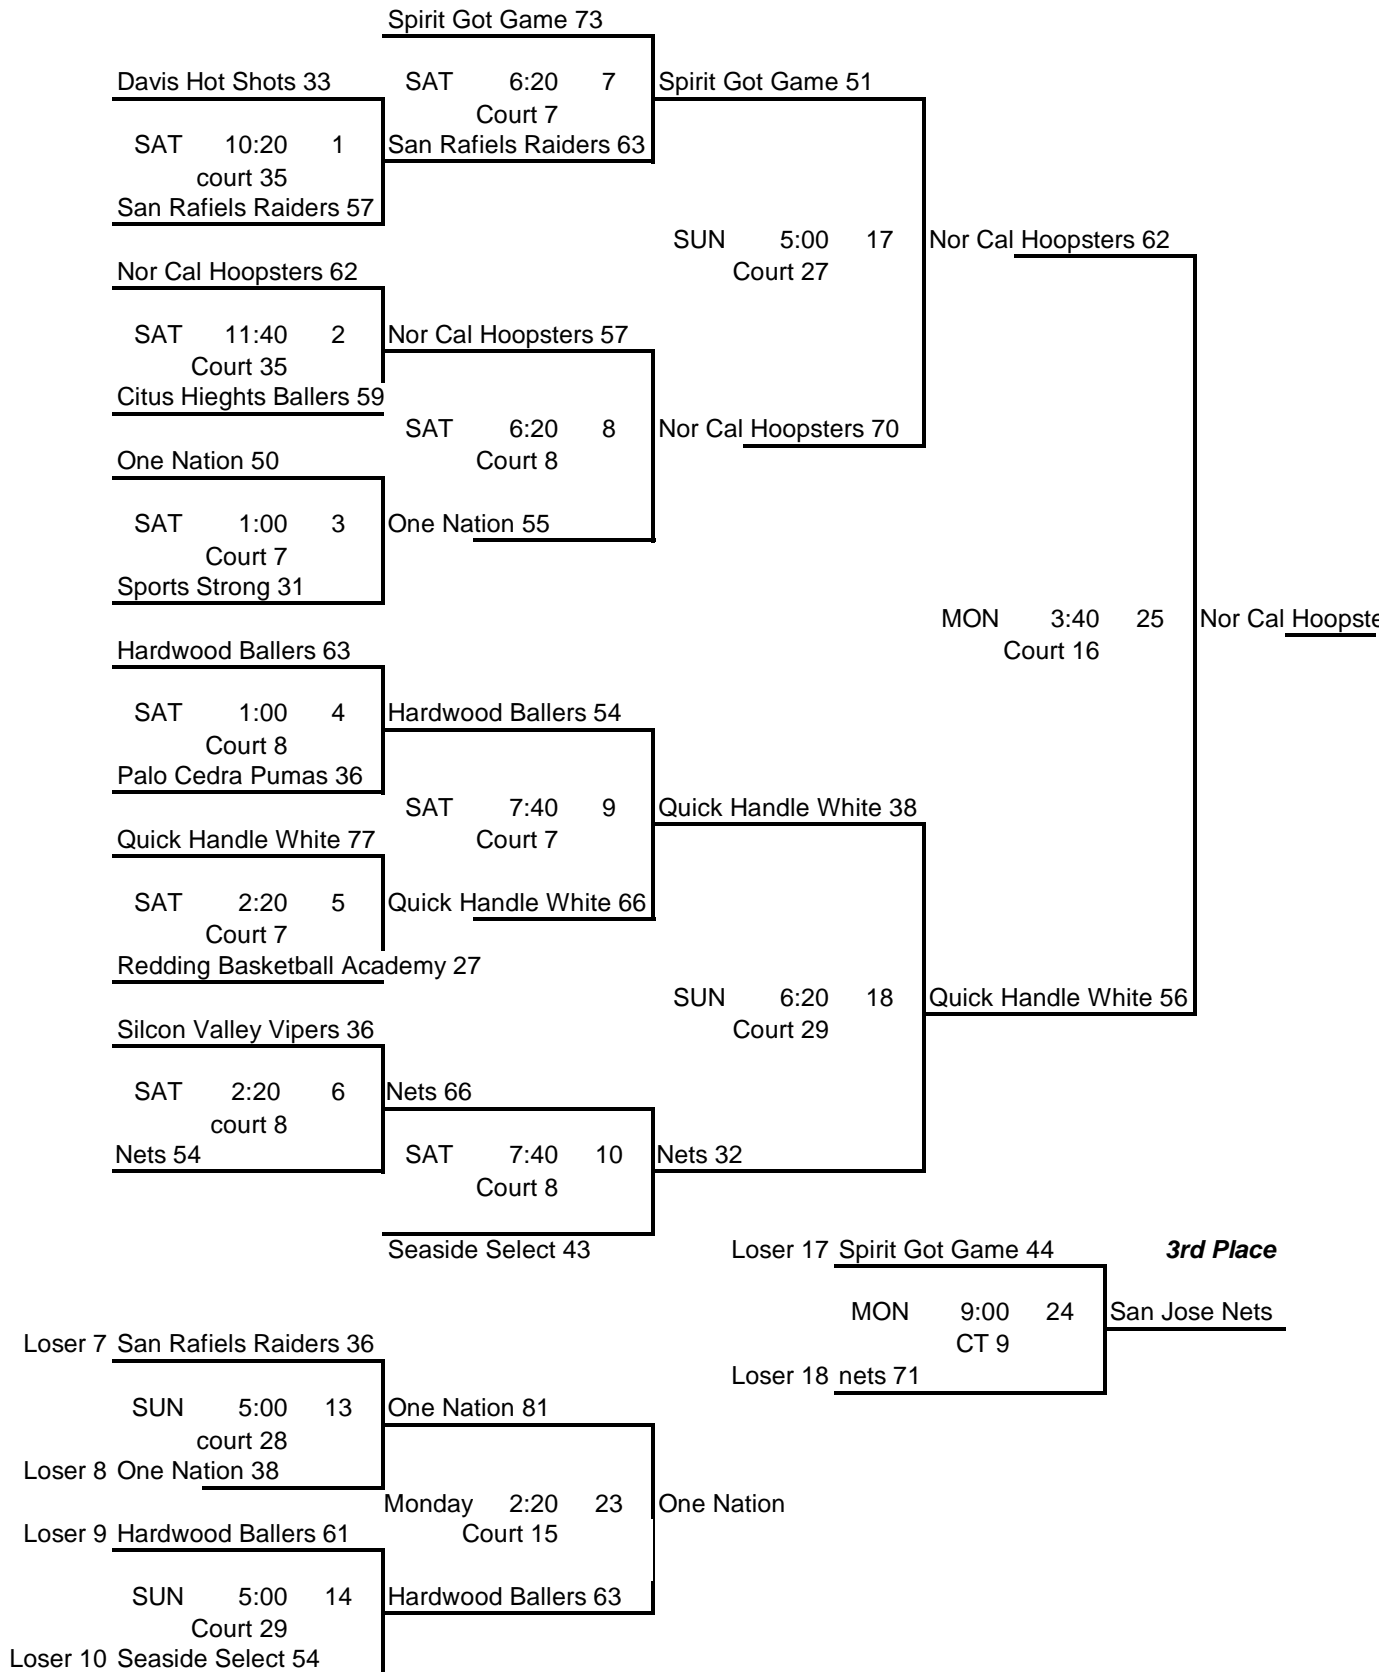 Spirit Got Game 73
Davis Hot Shots 33
SAT 6:20 7
Spirit Got Game 51
Court 7
SAT 10:20 1
San Rafiels Raiders 63
court 35
San Rafiels Raiders 57
SUN 5:00 17
Nor Cal Hoopsters 62
Nor Cal Hoopsters 62
Court 27
SAT 11:40 2
Nor Cal Hoopsters 57
Court 35
Citus Hieghts Ballers 59
SAT 6:20 8
Nor Cal Hoopsters 70
One Nation 50
Court 8
SAT 1:00 3
One Nation 55
Court 7
Sports Strong 31
MON 3:40 25
Nor Cal Hoopste
Hardwood Ballers 63
Court 16
SAT 1:00 4
Hardwood Ballers 54
Court 8
Palo Cedra Pumas 36
SAT 7:40 9
Quick Handle White 38
Quick Handle White 77
Court 7
SAT 2:20 5
Quick Handle White 66
Court 7
Redding Basketball Academy 27
SUN 6:20 18
Quick Handle White 56
Silcon Valley Vipers 36
Court 29
SAT 2:20 6
Nets 66
court 8
Nets 54
SAT 7:40 10
Nets 32
Court 8
Seaside Select 43
Loser 17 Spirit Got Game 44
3rd Place
MON 9:00 24
San Jose Nets
Loser 7 San Rafiels Raiders 36
CT 9
Loser 18 nets 71
SUN 5:00 13
One Nation 81
court 28
Loser 8 One Nation 38
Monday 2:20 23
One Nation
Loser 9 Hardwood Ballers 61
Court 15
SUN 5:00 14
Hardwood Ballers 63
Court 29
Loser 10 Seaside Select 54